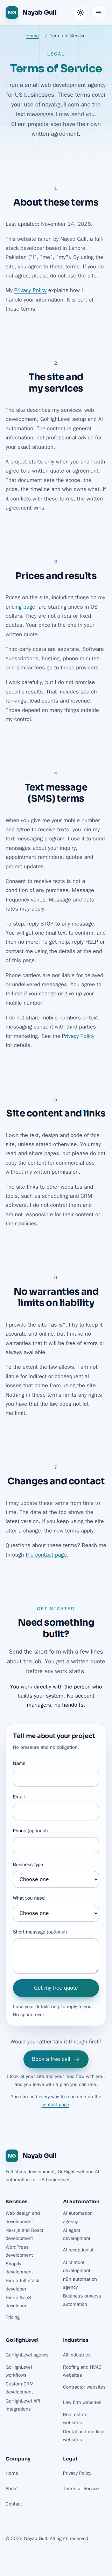 NG Nayab Gull
Home / Terms of Service
LEGAL
Terms of Service
I run a small web development agency
from this website. These terms cover
your use of nayabgull.com and the
text messages I may send you.
Client projects also have their own
written agreement.
1
About these terms
Last updated: November 14, 2026.
This website is run by Nayab Gull, a full-
stack developer based in Lahore,
Pakistan ("I", "me", "my"). By using the
site, you agree to these terms. If you do
not agree, please do not use the site.
My Privacy Policy explains how I
handle your information. It is part of
these terms.
2
The site and
my services
The site describes my services: web
development, GoHighLevel setup and AI
automation. The content is general
information, not professional advice for
your exact situation.
A project starts only when you and I both
agree to a written quote or agreement.
That document sets the scope, the
price, the timeline and who owns what. If
it conflicts with these terms, the written
agreement wins.
3
Prices and results
Prices on the site, including those on my
pricing page, are starting prices in US
dollars. They are not offers or fixed
quotes. Your price is the one in your
written quote.
Third-party costs are separate. Software
subscriptions, hosting, phone minutes
and similar fees go to those providers.
I work carefully, but I do not promise
specific results. That includes search
rankings, lead counts and revenue.
Those depend on many things outside
my control.
4
Text message
(SMS) terms
When you give me your mobile number
and agree to receive texts, you join my
text messaging program. I use it to send
messages about your inquiry,
appointment reminders, quotes and
project updates.
Consent to receive texts is not a
condition of any purchase. Message
frequency varies. Message and data
rates may apply.
To stop, reply STOP to any message.
You will get one final text to confirm, and
then no more. To get help, reply HELP or
contact me using the details at the end
of this page.
Phone carriers are not liable for delayed
or undelivered messages. You agree to
tell me if you change or give up your
mobile number.
I do not share mobile numbers or text
messaging consent with third parties
for marketing. See the Privacy Policy
for details.
5
Site content and links
I own the text, design and code of this
site, unless stated otherwise. You may
read and share pages, but please do not
copy the content for commercial use
without my written permission.
The site links to other websites and
tools, such as scheduling and CRM
software. I do not control them and
am not responsible for their content or
their policies.
6
No warranties and
limits on liability
I provide the site "as is". I try to keep it
accurate and online, but I make no
warranties that it will be free of errors or
always available.
To the extent the law allows, I am not
liable for indirect or consequential
losses that come from using the site.
Nothing in these terms limits any rights
you have that the law does not let
me limit.
7
Changes and contact
I may update these terms from time to
time. The date at the top shows the
latest version. If you keep using the site
after a change, the new terms apply.
Questions about these terms? Reach me
through the contact page.
GET STARTED
Need something
built?
Send the short form with a few lines
about the job. You get a written quote
before any work starts.
You work directly with the person who
builds your system. No account
managers, no handoffs.
Tell me about your project
No pressure and no obligation.
Name
Email
Phone (optional)
Business type
Choose one
What you need
Choose one
Short message (optional)
Get my free quote
I use your details only to reply to you.
No spam, ever.
Would you rather talk it through first?
Book a free call →
I look at your site and your lead flow with you,
and you leave with a plan you can use.
You can find every way to reach me on the
contact page.
NG Nayab Gull
Full-stack development, GoHighLevel and AI
automation for US businesses.
Services
Web design and
development
Next.js and React
development
WordPress
development
Shopify
development
Hire a full stack
developer
Hire a SaaS
developer
Pricing
AI automation
AI automation
agency
AI agent
development
AI receptionist
AI chatbot
development
n8n automation
agency
Business process
automation
GoHighLevel
GoHighLevel agency
GoHighLevel
workflows
Custom CRM
development
GoHighLevel API
integrations
Industries
All industries
Roofing and HVAC
websites
Contractor websites
Law firm websites
Real estate
websites
Dental and medical
websites
Company
Home
About
Contact
Legal
Privacy Policy
Terms of Service
© 2026 Nayab Gull. All rights reserved.